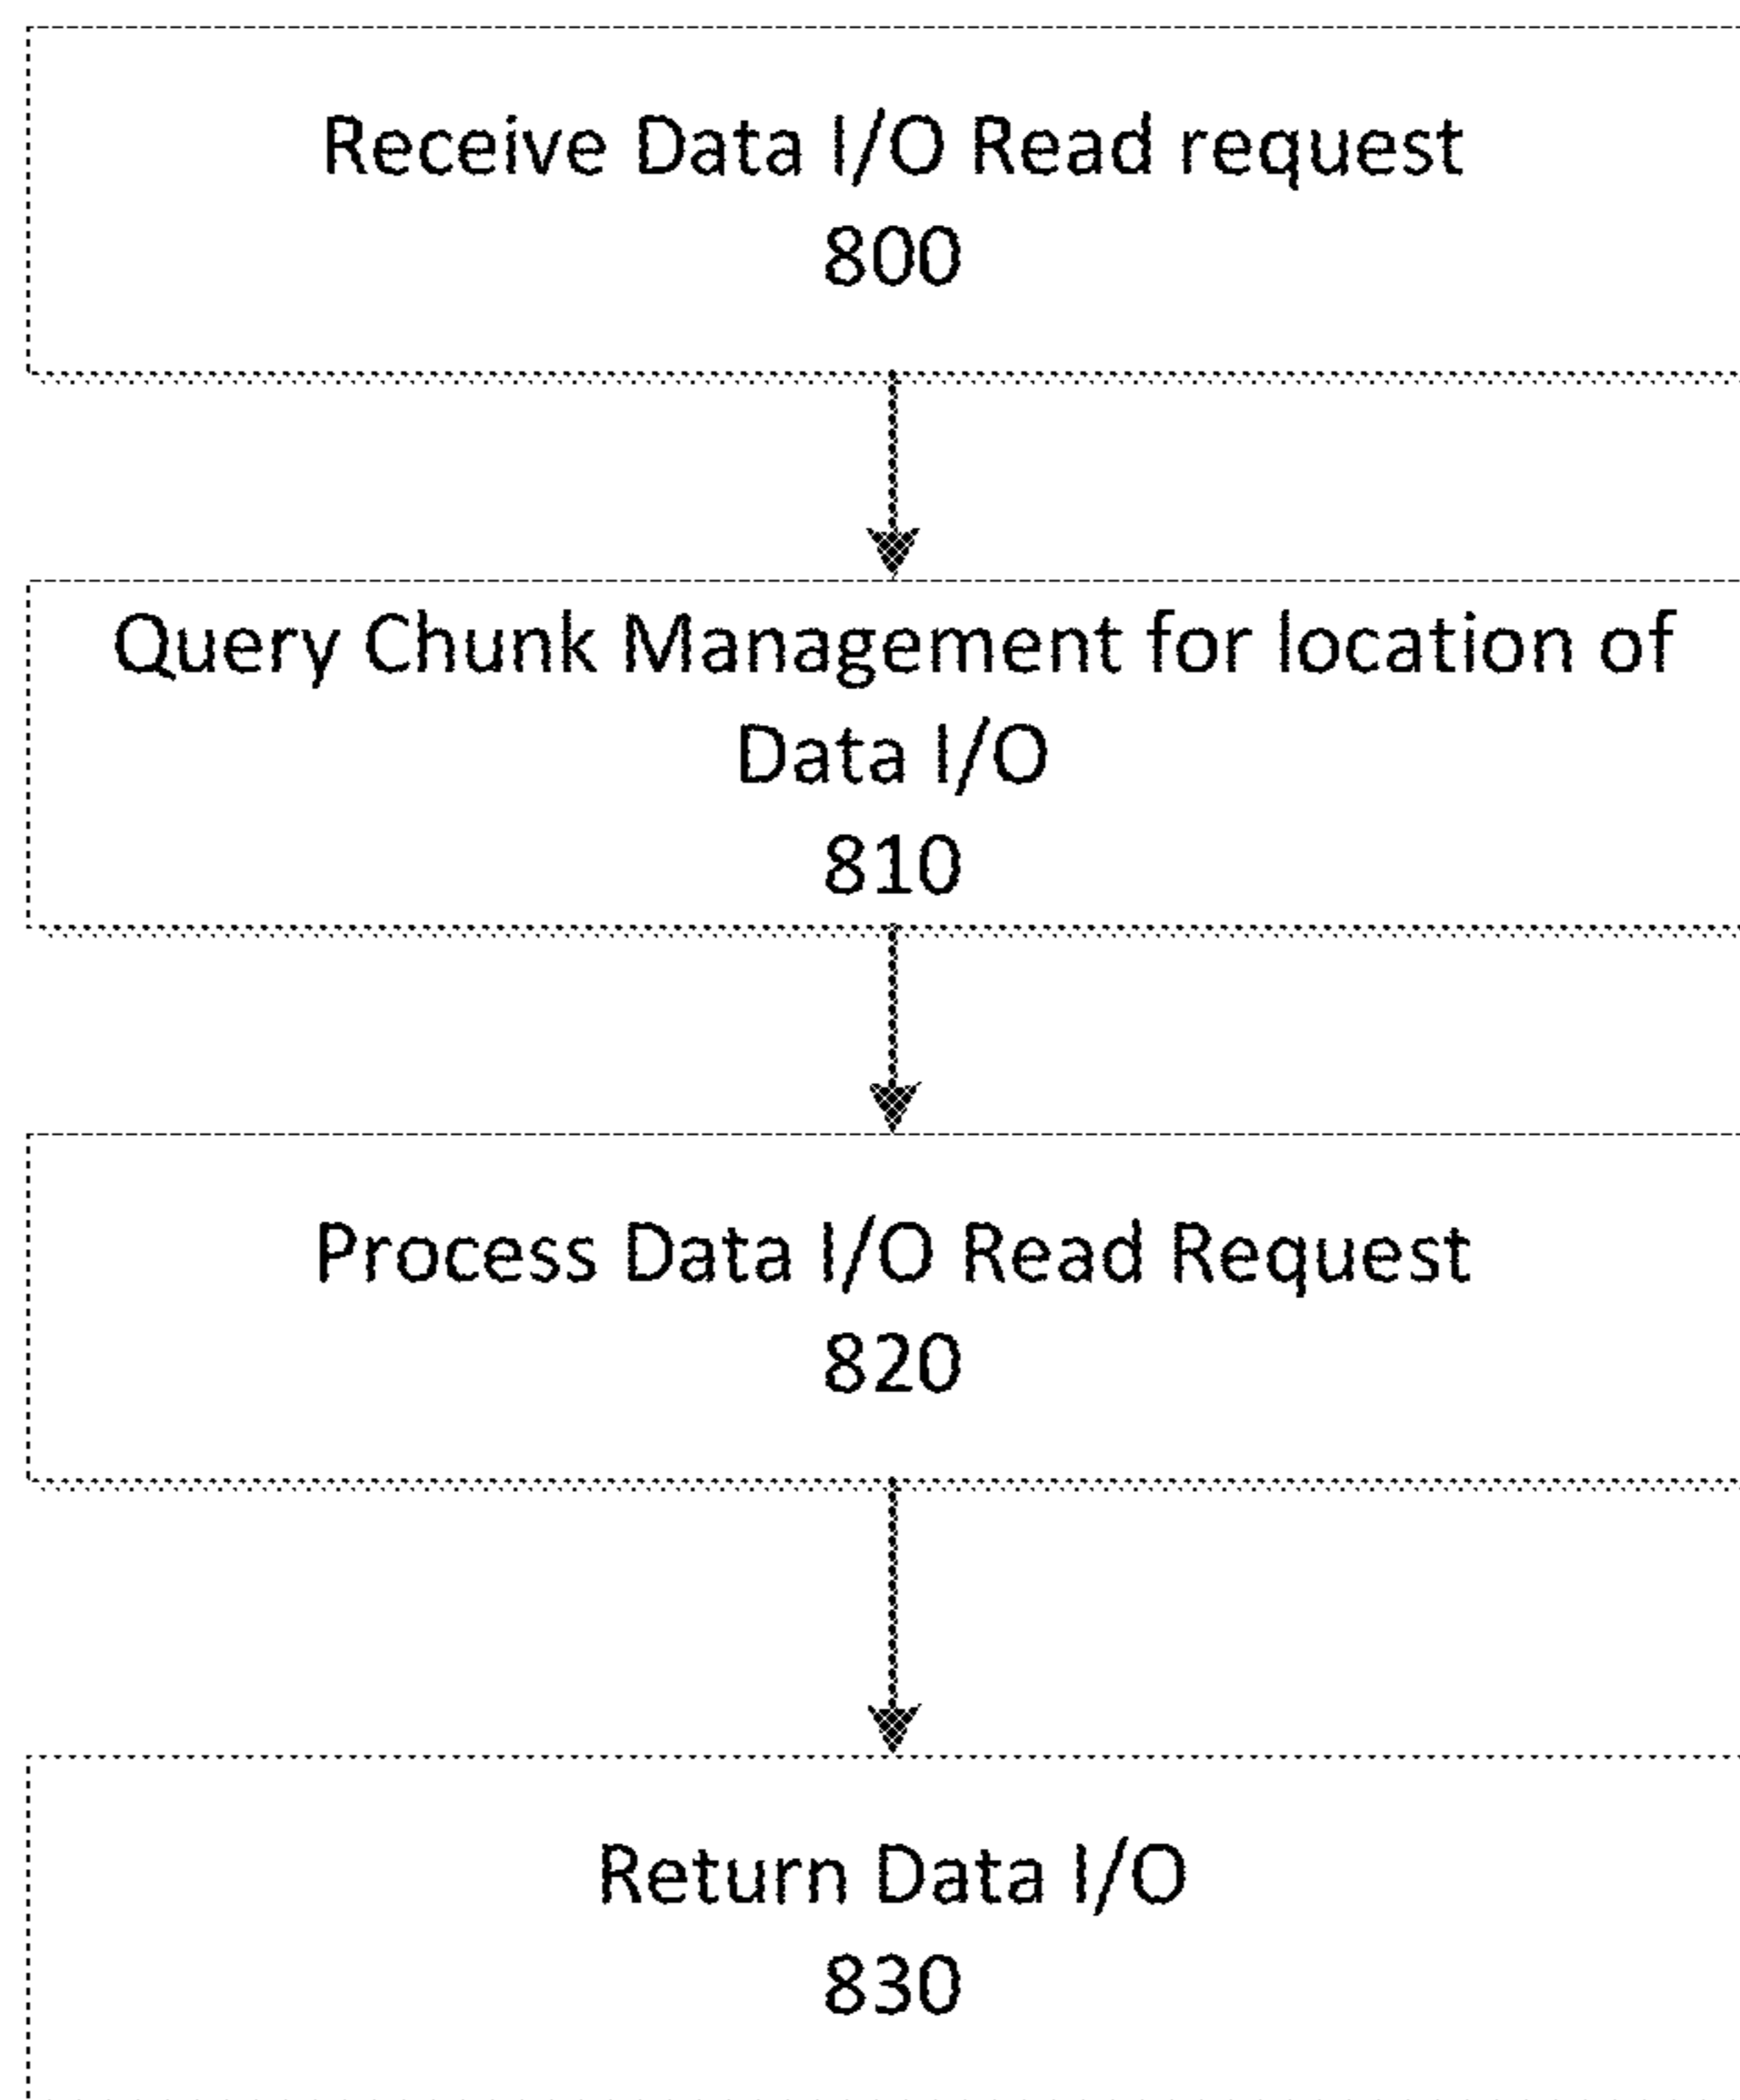 Receive Data I/O Read request
800
Query Chunk Management for location of
Data I/O
810
Process Data I/O Read Request
820
Return Data I/O
830